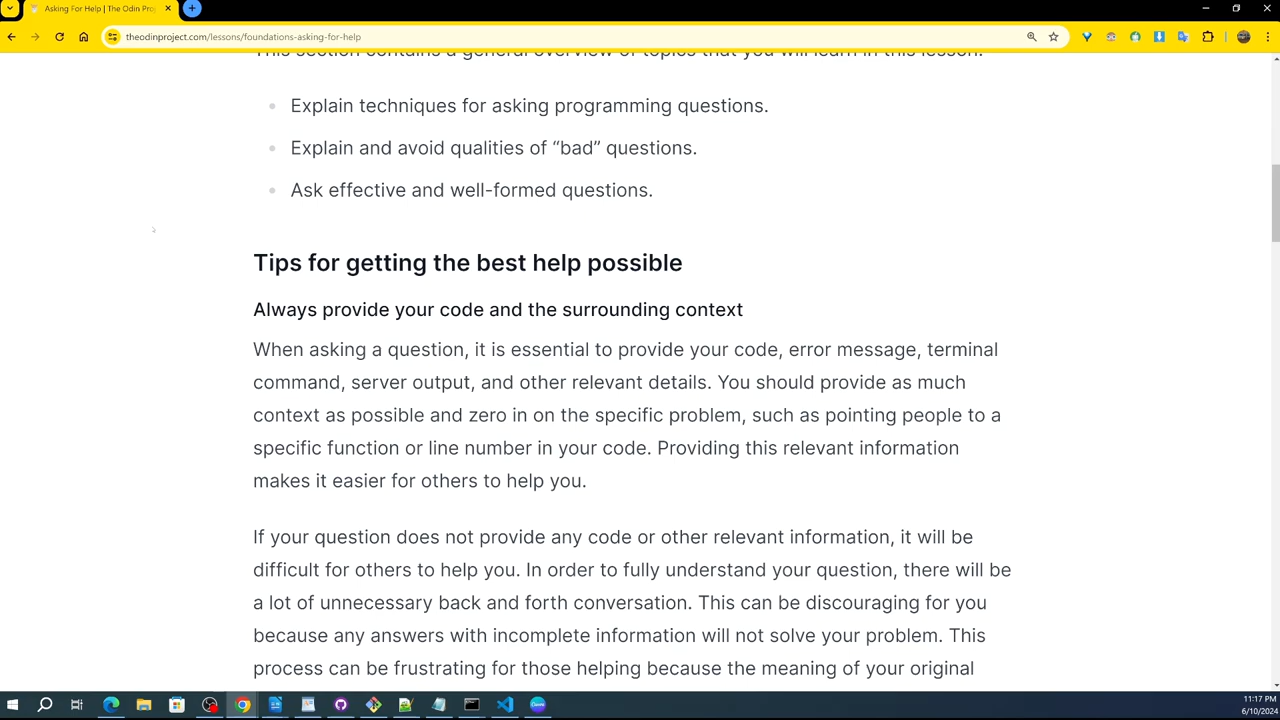 Asking For Help | The Odin Pro
theodinproject.com/lessons/foundations-asking-for-help
This section contains a general overview of topics that you will learn in this lesson.
Explain techniques for asking programming questions.
Explain and avoid qualities of “bad” questions.
Ask effective and well-formed questions.
Tips for getting the best help possible
Always provide your code and the surrounding context
When asking a question, it is essential to provide your code, error message, terminal
command, server output, and other relevant details. You should provide as much
context as possible and zero in on the specific problem, such as pointing people to a
specific function or line number in your code. Providing this relevant information
makes it easier for others to help you.
If your question does not provide any code or other relevant information, it will be
difficult for others to help you. In order to fully understand your question, there will be
a lot of unnecessary back and forth conversation. This can be discouraging for you
because any answers with incomplete information will not solve your problem. This
process can be frustrating for those helping because the meaning of your original
11:17 PM
6/10/2024